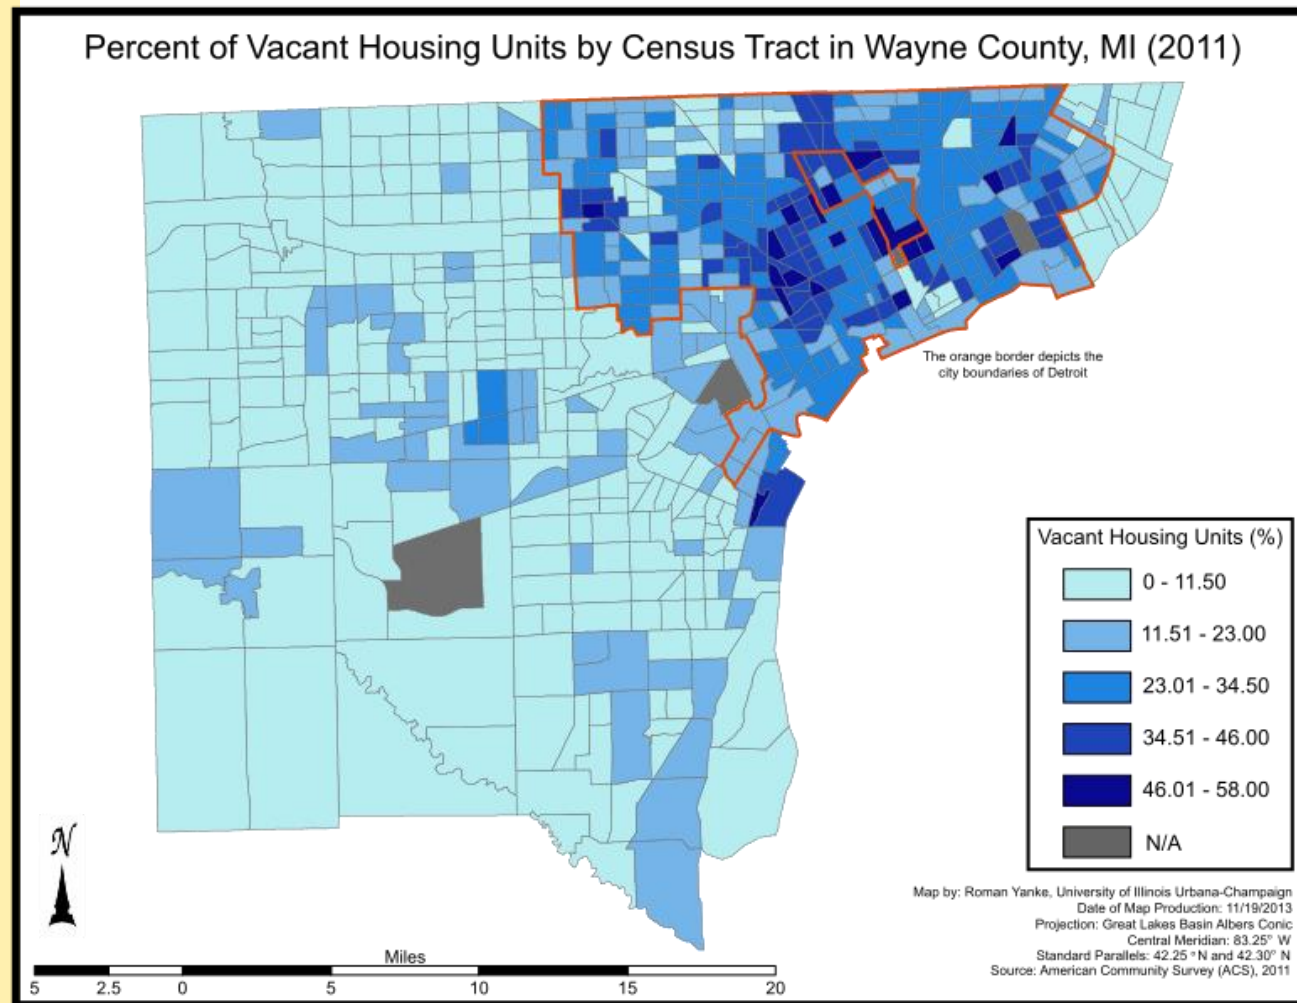 Percent of Vacant Housing Units by Census Tract in Wayne County, MI (2011)
The orange border depicts the
city boundaries of Detroit
Vacant Housing Units (%)
0 - 11.50
11.51 - 23.00
23.01 - 34.50
34.51 - 46.00
46.01 - 58.00
N/A
N
Map by: Roman Yanke, University of Illinois Urbana-Champaign
Date of Map Production: 11/19/2013
Projection: Great Lakes Basin Albers Conic
Central Meridian: 83.25° W
Standard Parallels: 42.25 °N and 42.30° N
Source: American Community Survey (ACS), 2011
Miles
5 2.5 0 5 10 15 20